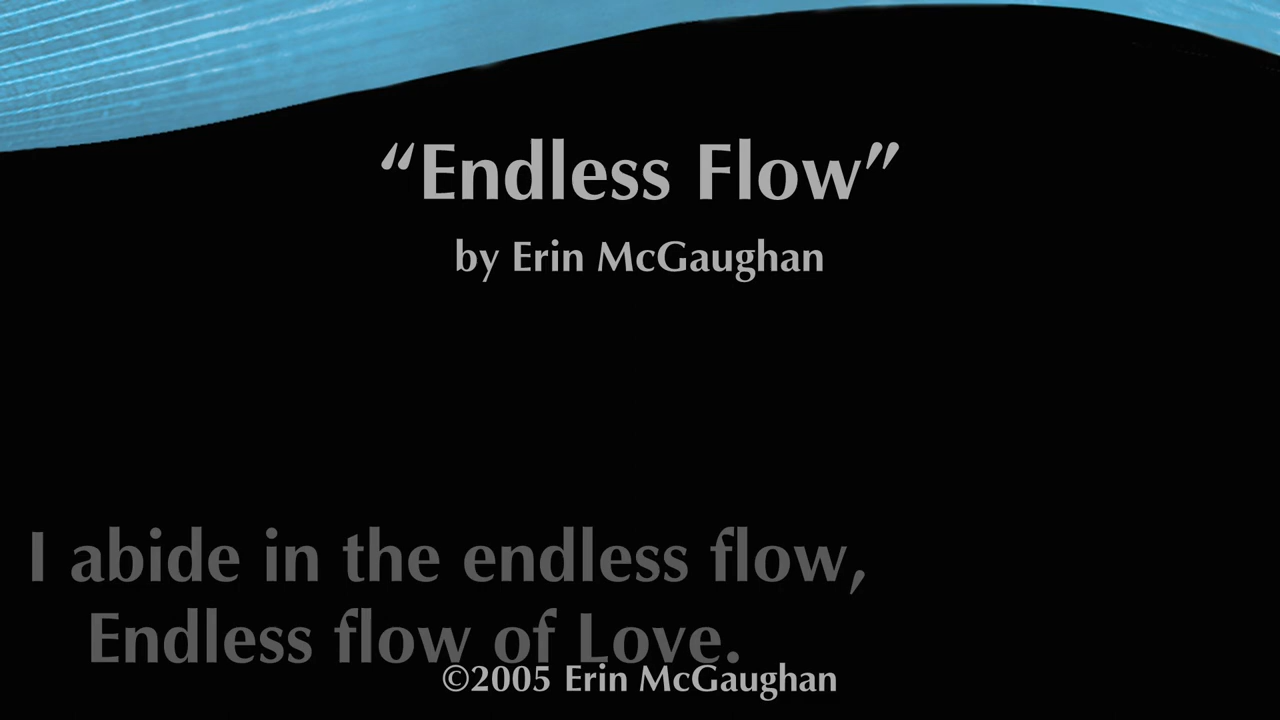 “Endless Flow”
by Erin McGaughan
I abide in the endless flow,
Endless flow of Love.
©2005 Erin McGaughan